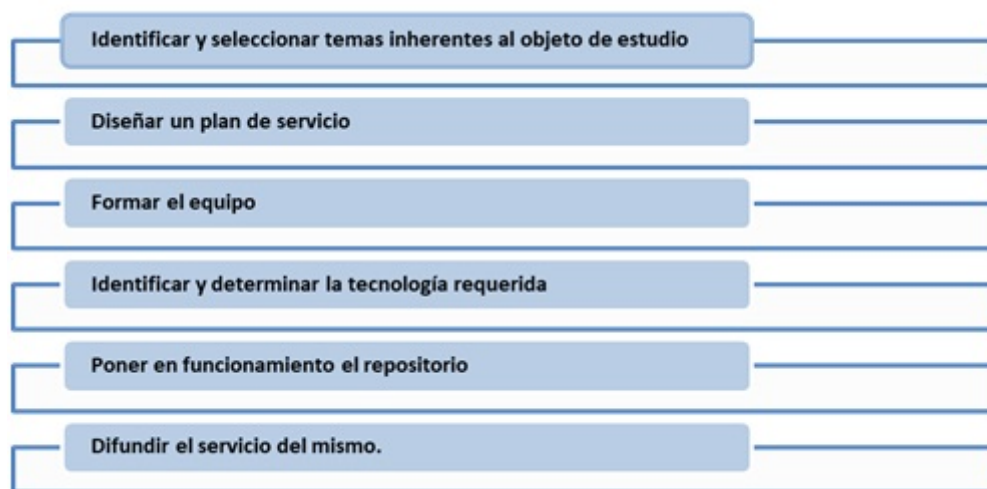 Identificar y seleccionar temas inherentes al objeto de estudio
Diseñar un plan de servicio
Formar el equipo
Identificar y determinar la tecnología requerida
Poner en funcionamiento el repositorio
Difundir el servicio del mismo.